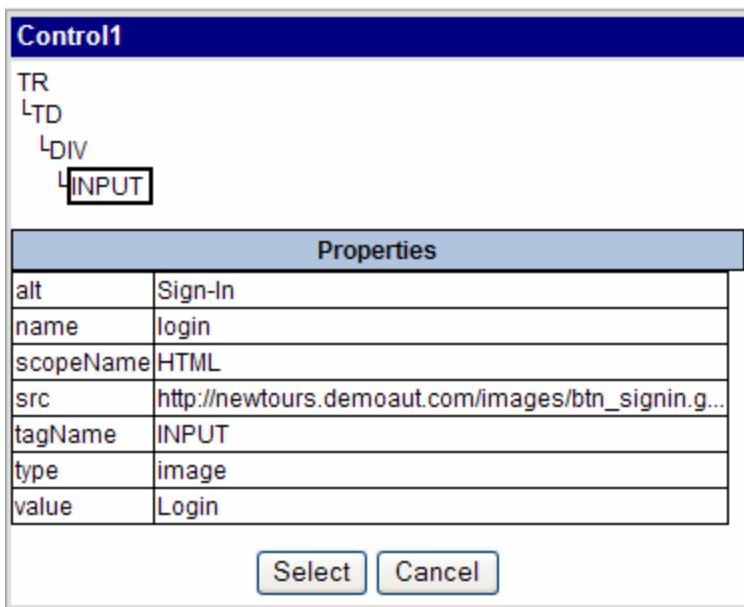 Control1
TR
TD
DIV
INPUT
Properties
alt Sign-In
name login
scopeName HTML
src http://newtours.demoaut.com/images/btn_signin.g...
tagName INPUT
type image
value Login
Select Cancel